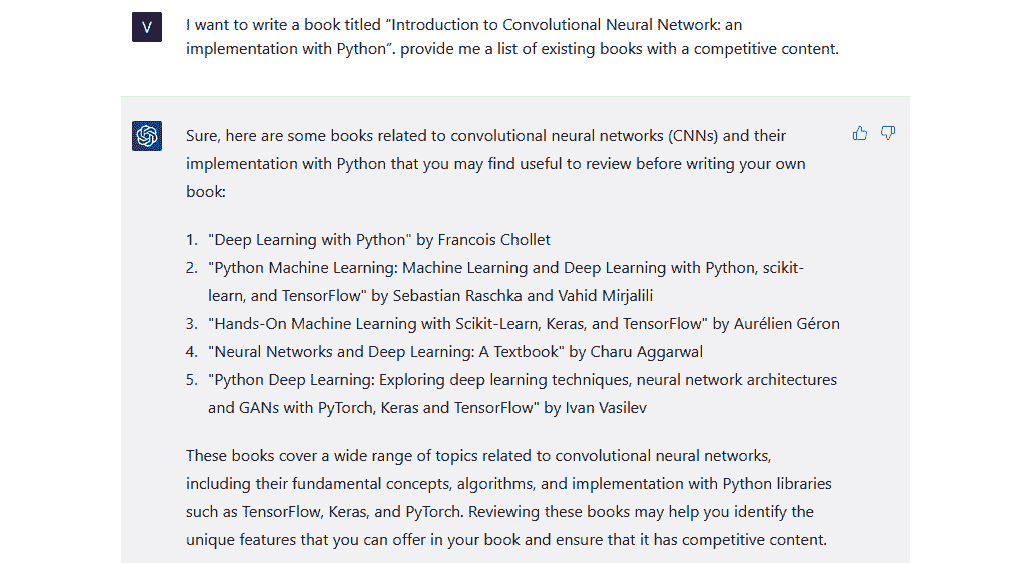 V
I want to write a book titled “Introduction to Convolutional Neural Network: an
implementation with Python”. provide me a list of existing books with a competitive content.
Sure, here are some books related to convolutional neural networks (CNNs) and their
implementation with Python that you may find useful to review before writing your own
book:
1. "Deep Learning with Python" by Francois Chollet
2. "Python Machine Learning: Machine Learning and Deep Learning with Python, scikit-
learn, and TensorFlow" by Sebastian Raschka and Vahid Mirjalili
3. "Hands-On Machine Learning with Scikit-Learn, Keras, and TensorFlow" by Aurélien Géron
4. "Neural Networks and Deep Learning: A Textbook" by Charu Aggarwal
5. "Python Deep Learning: Exploring deep learning techniques, neural network architectures
and GANs with PyTorch, Keras and TensorFlow" by Ivan Vasilev
These books cover a wide range of topics related to convolutional neural networks,
including their fundamental concepts, algorithms, and implementation with Python libraries
such as TensorFlow, Keras, and PyTorch. Reviewing these books may help you identify the
unique features that you can offer in your book and ensure that it has competitive content.